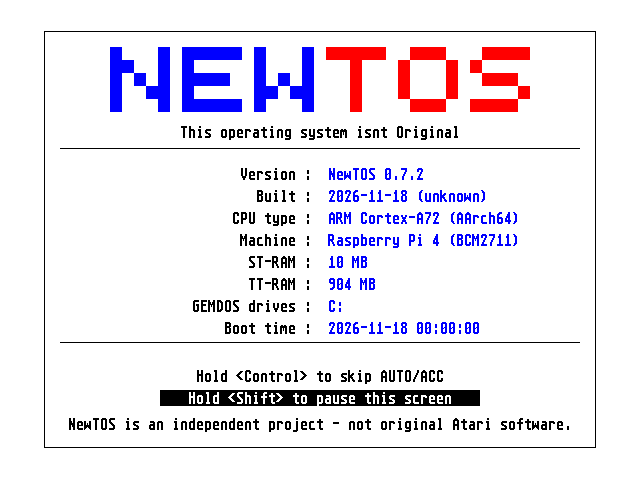 NEWTOS
This operating system isnt Original
Version : NewTOS 0.7.2
Built : 2026-11-18 (unknown)
CPU type : ARM Cortex-A72 (AArch64)
Machine : Raspberry Pi 4 (BCM2711)
ST-RAM : 10 MB
TT-RAM : 904 MB
GEMDOS drives : C:
Boot time : 2026-11-18 00:00:00
Hold <Control> to skip AUTO/ACC
Hold <Shift> to pause this screen
NewTOS is an independent project - not original Atari software.